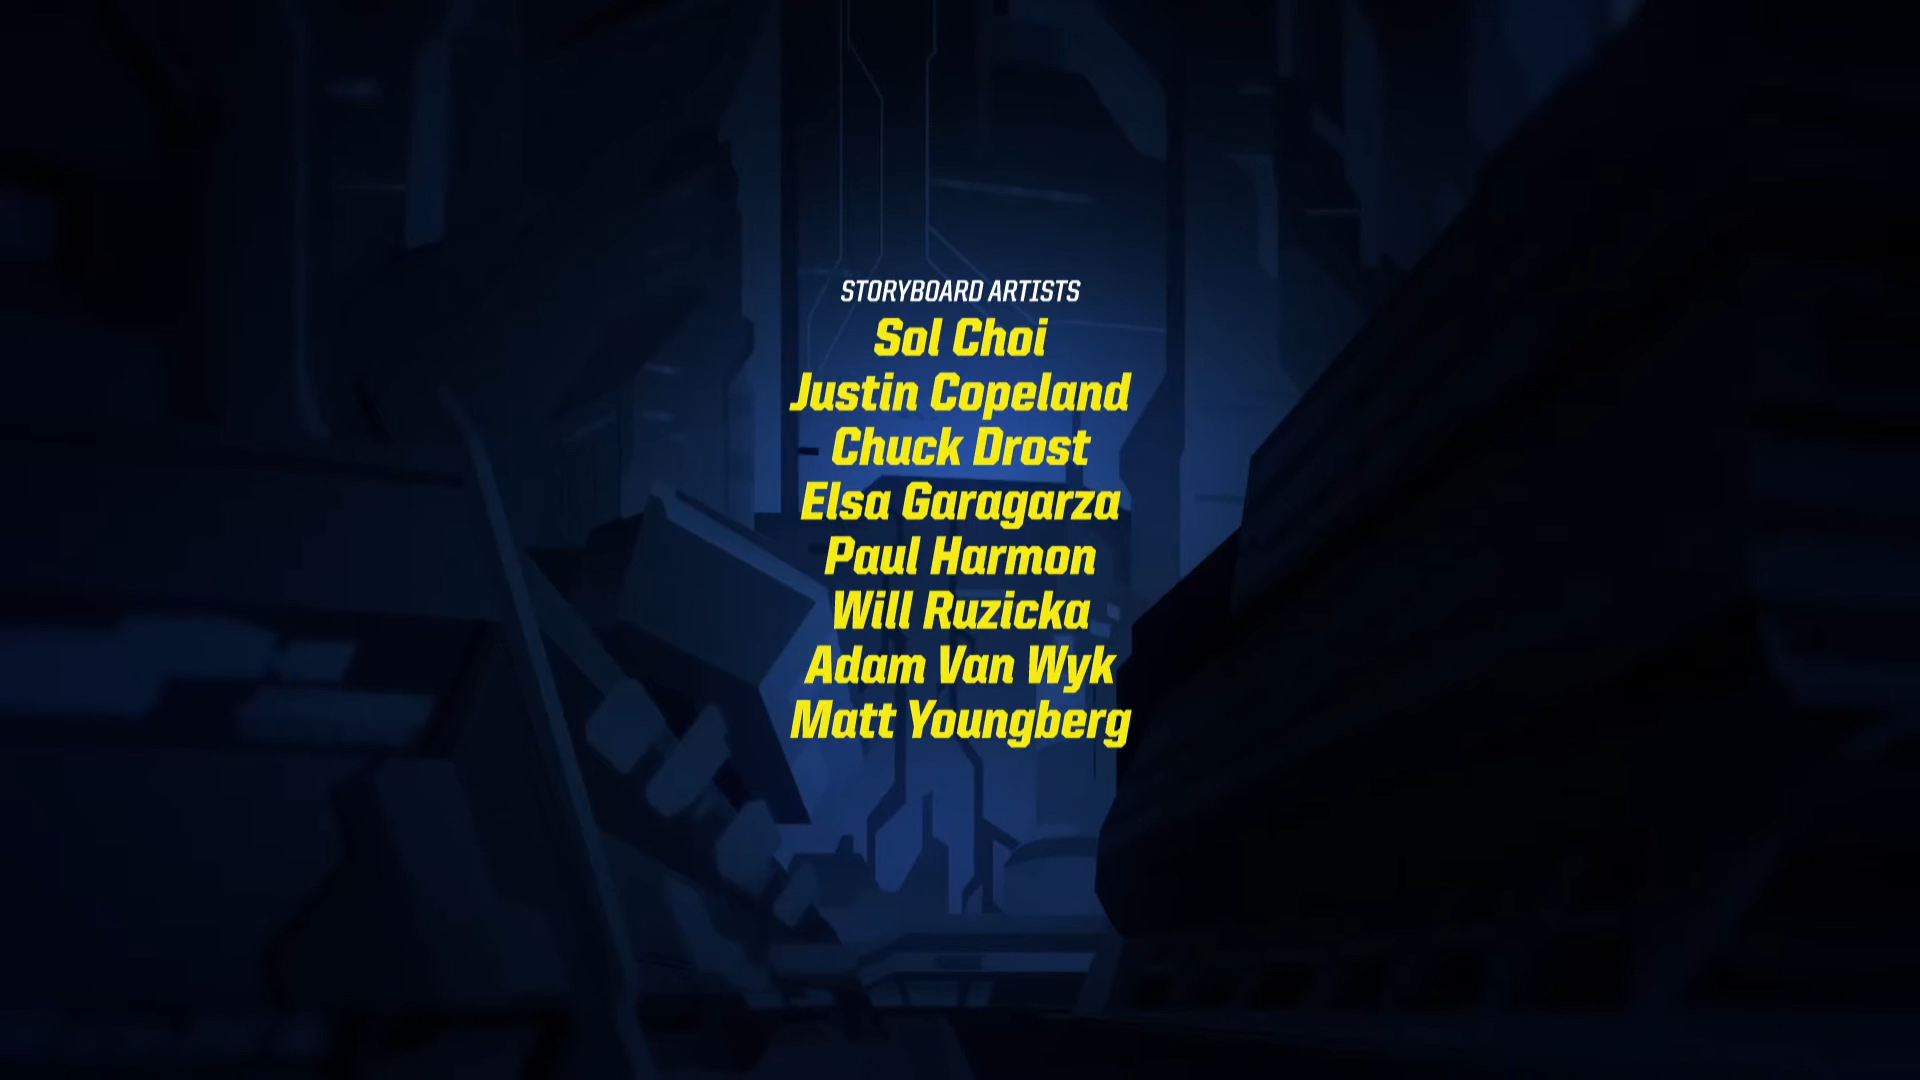 STORYBOARD ARTISTS
Sol Choi
Justin Copeland
Chuck Drost
Elsa Garagarza
Paul Harmon
Will Ruzicka
Adam Van Wyk
Matt Youngberg